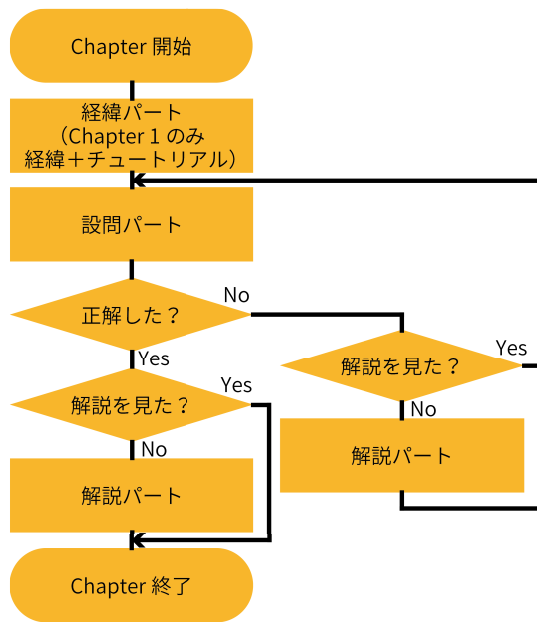 Chapter 開始
経緯パート
（Chapter 1 のみ
経緯＋チュートリアル）
設問パート
正解した？
No
Yes
解説を見た？
Yes
No
解説パート
解説を見た？
Yes
No
解説パート
Chapter 終了